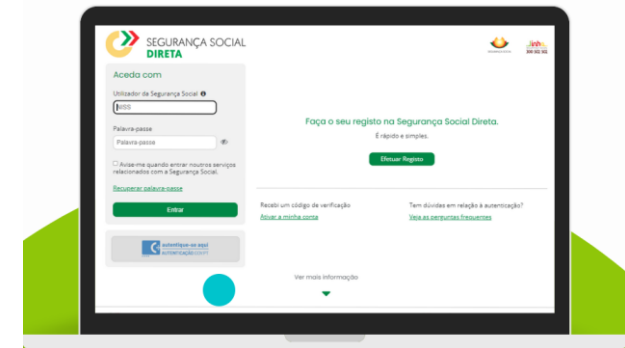 SEGURANÇA SOCIAL
DIRETA
Aceda com
Utilizador da Segurança Social
NISS
Palavra-passe
Palavra-passe
Avise-me quando entrar noutros serviços
relacionados com a Segurança Social.
Recuperar palavra-passe
Entrar
autentique-se aqui
autenticação.gov
Faça o seu registo na Segurança Social Direta.
É rápido e simples.
Efetuar Registo
Recebi um código de verificação
Ativar a minha conta
Tem dúvidas em relação à autenticação?
Veja as perguntas frequentes
Ver mais informação